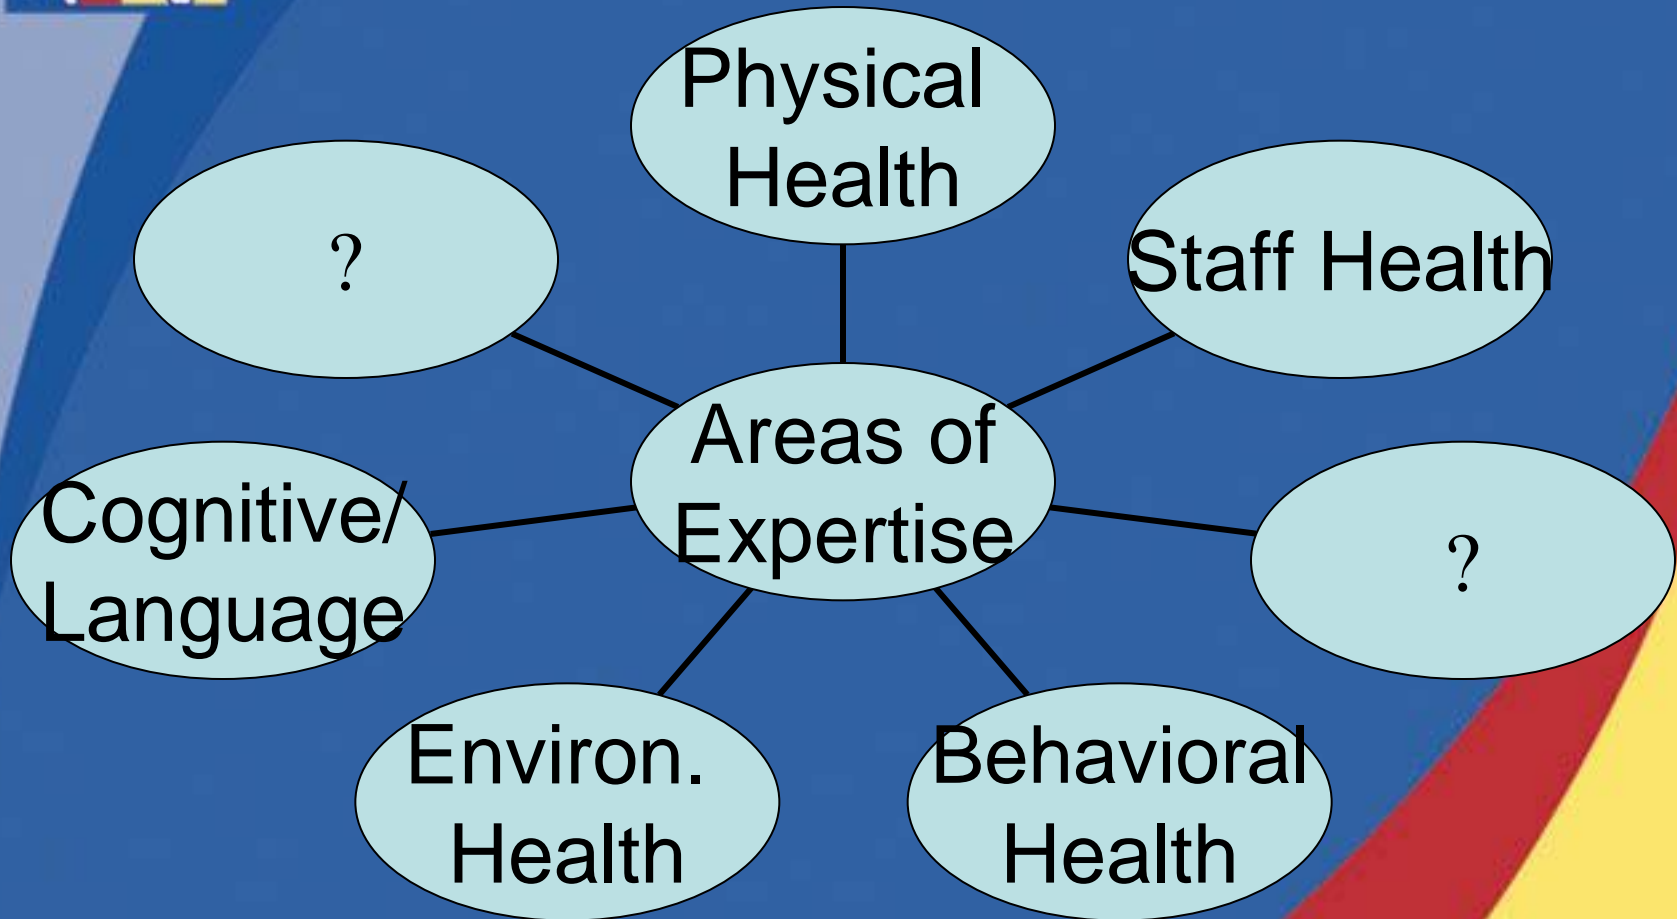 Physical
Health
?
Staff Health
Areas of
Expertise
Cognitive/
Language
?
Environ.
Health
Behavioral
Health